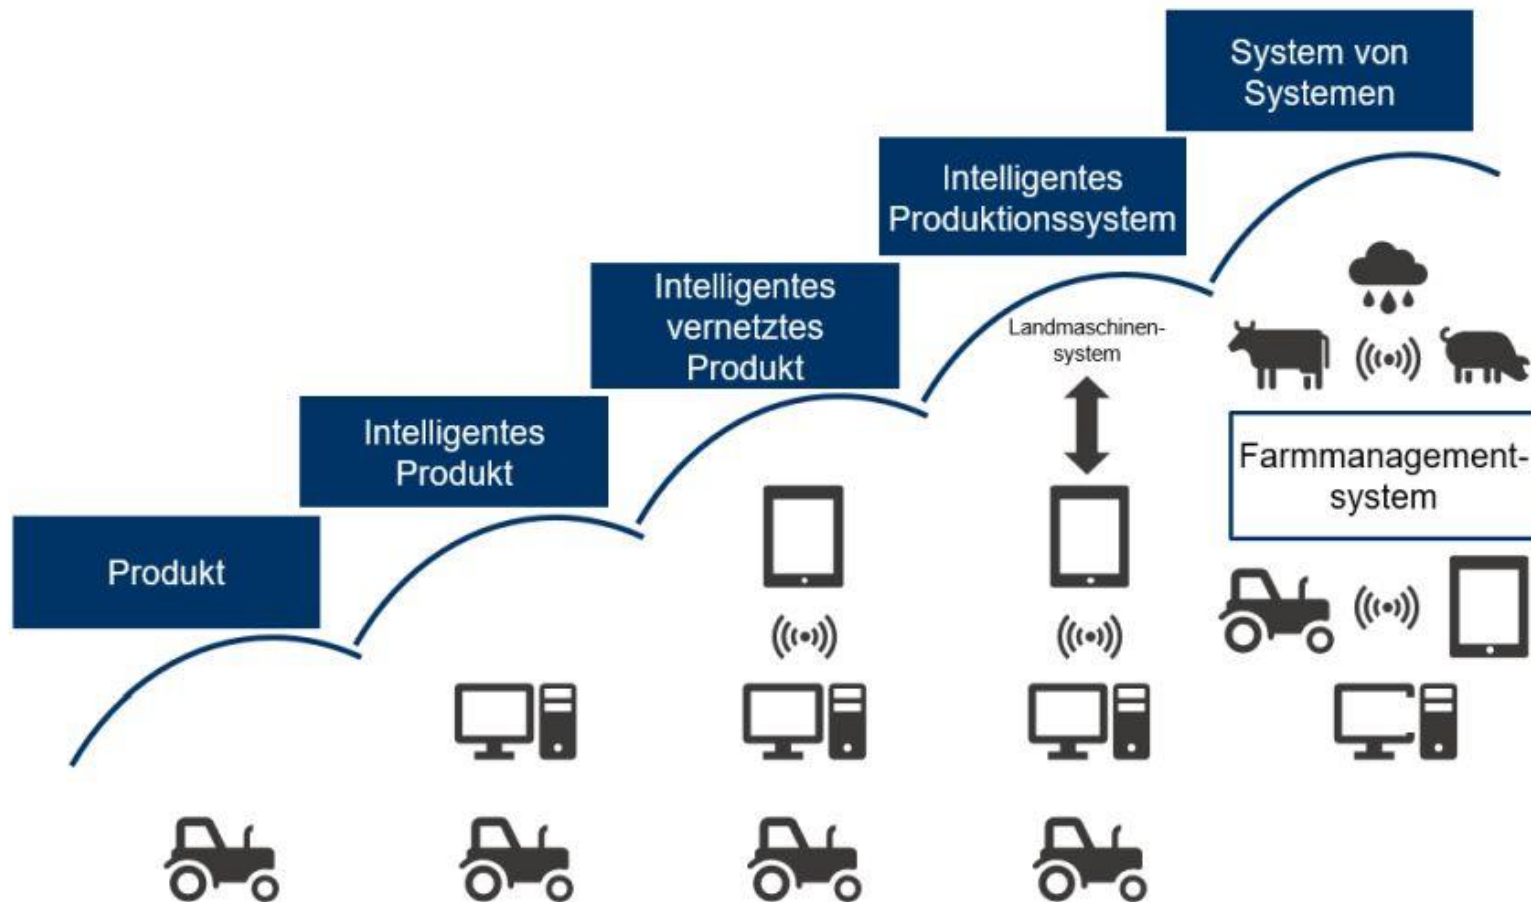 System von
Systemen
Intelligentes
Produktionssystem
Intelligentes
vernetztes
Produkt
Intelligentes
Produkt
Produkt
Landmaschinen-
system
Farmmanagement-
system